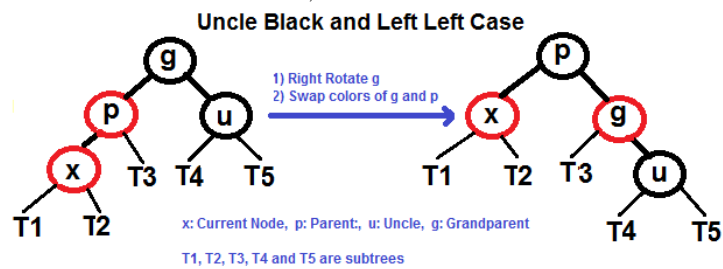 Uncle Black and Left Left Case
g
p
u
x
T3
T4
T5
T1
T2
1) Right Rotate g
2) Swap colors of g and p
p
x
g
T1
T2
T3
u
T4
T5
x: Current Node, p: Parent:, u: Uncle, g: Grandparent
T1, T2, T3, T4 and T5 are subtrees